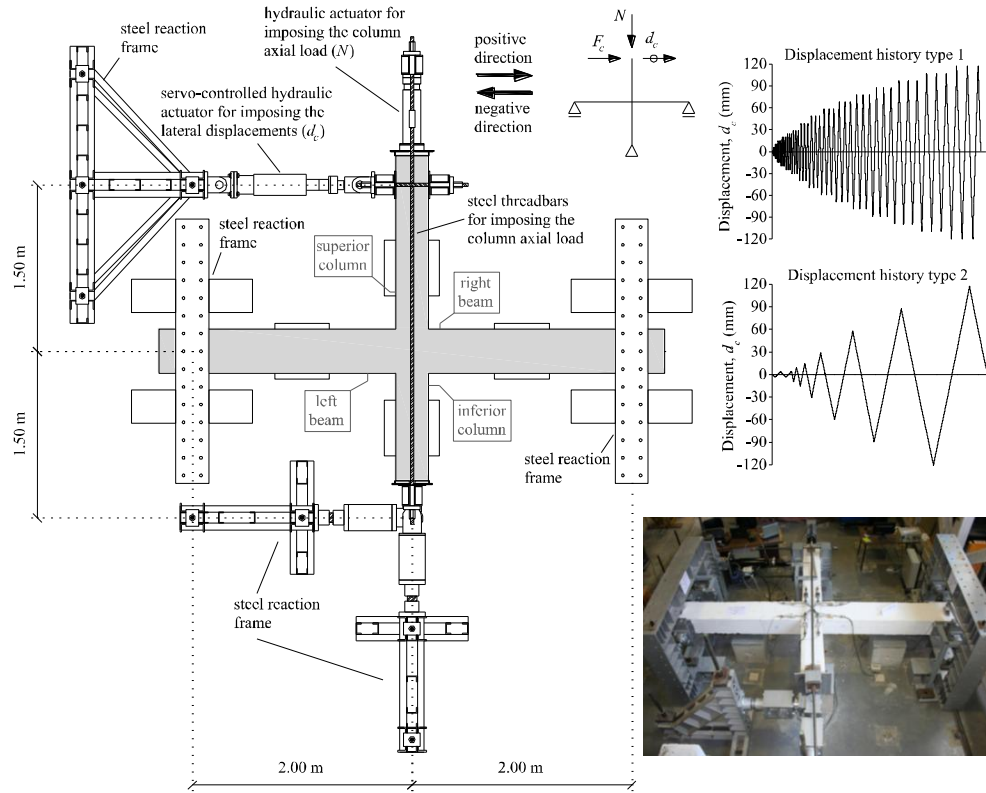 steel reaction
frame
hydraulic actuator for
imposing the column
axial load (N)
servo-controlled hydraulic
actuator for imposing the
lateral displacements (d_c)
positive
direction
negative
direction
N
F_c
d_c
steel threadbars
for imposing the
column axial load
steel reaction
frame
superior
column
right
beam
left
beam
inferior
column
steel reaction
frame
steel reaction
frame
1.50 m
1.50 m
2.00 m
2.00 m
Displacement history type 1
Displacement, d_c (mm)
120
90
60
30
0
-30
-60
-90
-120
Displacement history type 2
Displacement, d_c (mm)
120
90
60
30
0
-30
-60
-90
-120